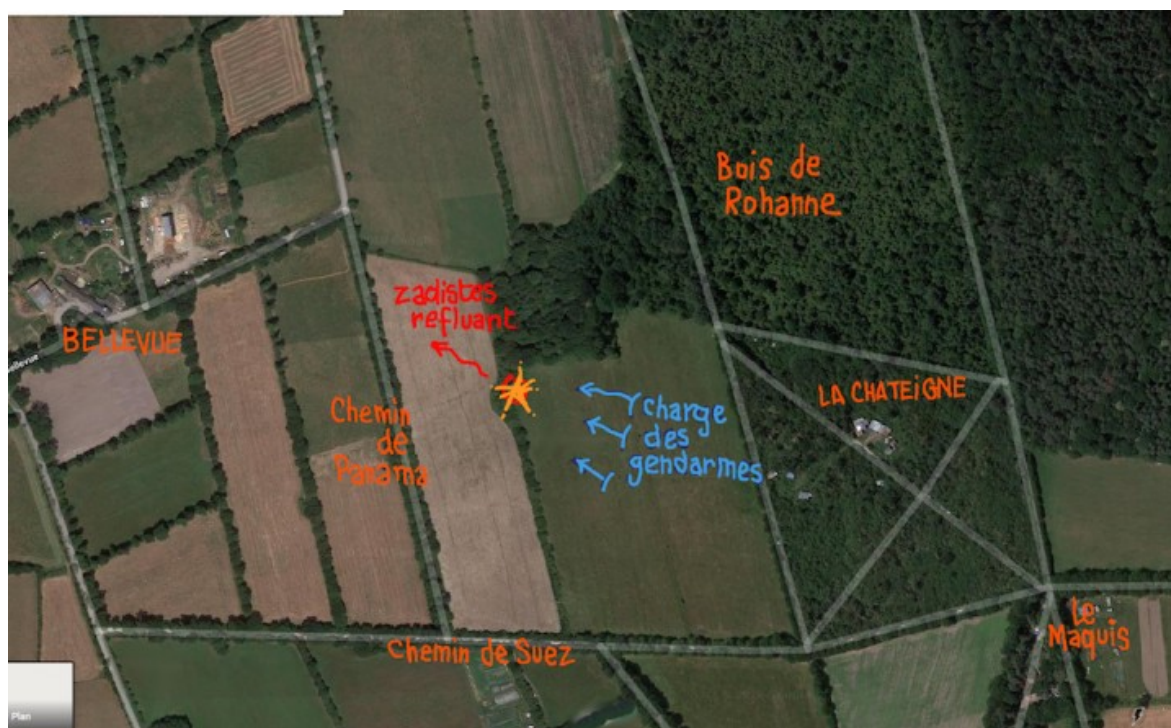 Bois de
Rohanne
zadistes
refluant
BELLEVUE
Bellevue
LA CHATEIGNE
Chemin
de
Panama
charge
des
gendarmes
Le
Maquis
Chemin de Suez
Plan